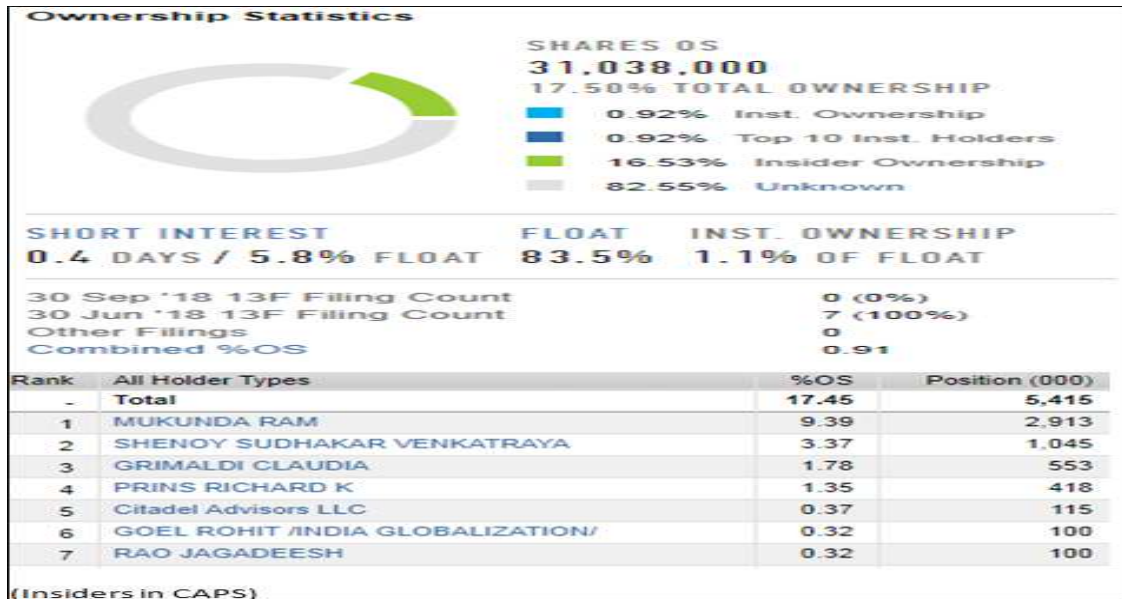 Ownership Statistics
SHARES OS
31,038,000
17.50% TOTAL OWNERSHIP
0.92% Inst. Ownership
0.92% Top 10 Inst. Holders
16.53% Insider Ownership
82.55% Unknown
SHORT INTEREST FLOAT INST. OWNERSHIP
0.4 DAYS / 5.8% FLOAT 83.5% 1.1% OF FLOAT
30 Sep '18 13F Filing Count 0 (0%)
30 Jun '18 13F Filing Count 7 (100%)
Other Filings 0
Combined %OS 0.91
Rank All Holder Types %OS Position (000)
- Total 17.45 5,415
1 MUKUNDA RAM 9.39 2,913
2 SHENOY SUDHAKAR VENKATRAYA 3.37 1,045
3 GRIMALDI CLAUDIA 1.78 553
4 PRINS RICHARD K 1.35 418
5 Citadel Advisors LLC 0.37 115
6 GOEL ROHIT /INDIA GLOBALIZATION/ 0.32 100
7 RAO JAGADEESH 0.32 100
(Insiders in CAPS)